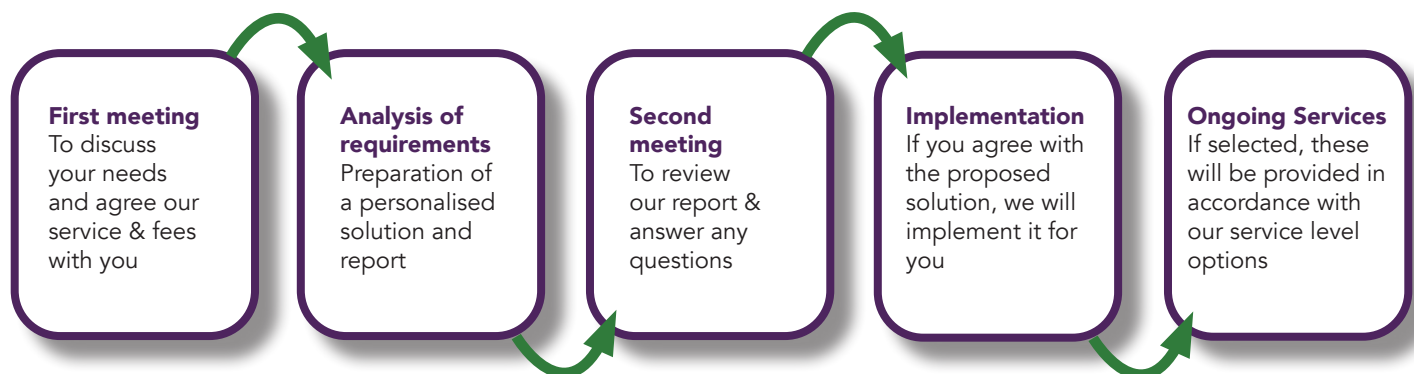 First meeting
To discuss
your needs
and agree our
service & fees
with you
Analysis of
requirements
Preparation of
a personalised
solution and
report
Second
meeting
To review
our report &
answer any
questions
Implementation
If you agree with
the proposed
solution, we will
implement it for
you
Ongoing Services
If selected, these
will be provided in
accordance with
our service level
options